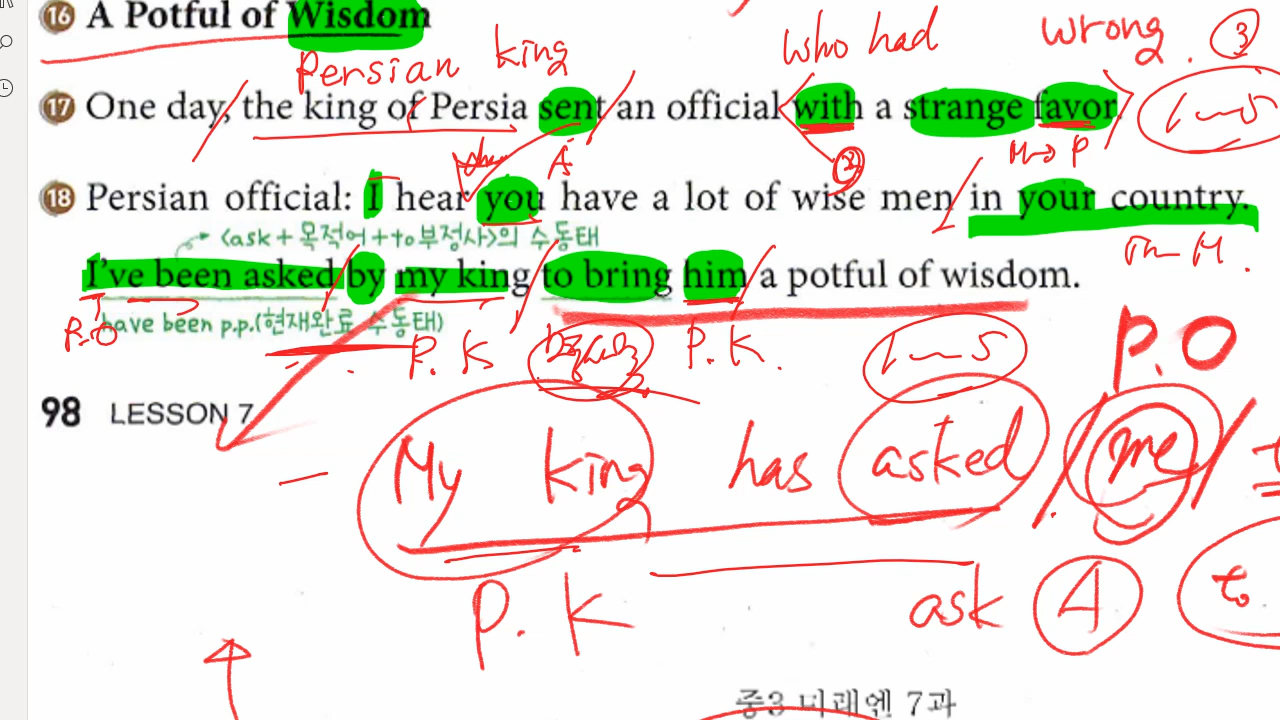 16 A Potful of Wisdom
Persian king who had wrong. 3
17 One day, the king of Persia sent an official with a strange favor.
A 2
18 Persian official: I hear you have a lot of wise men in your country.
<ask + 목적어 + to부정사>의 수동태
I've been asked by my king to bring him a potful of wisdom.
have been p.p.(현재완료 수동태)
P.O P.K P.K. P.O
98 LESSON 7
My king has asked me
P.K ask A to
중3 미래엔 7과